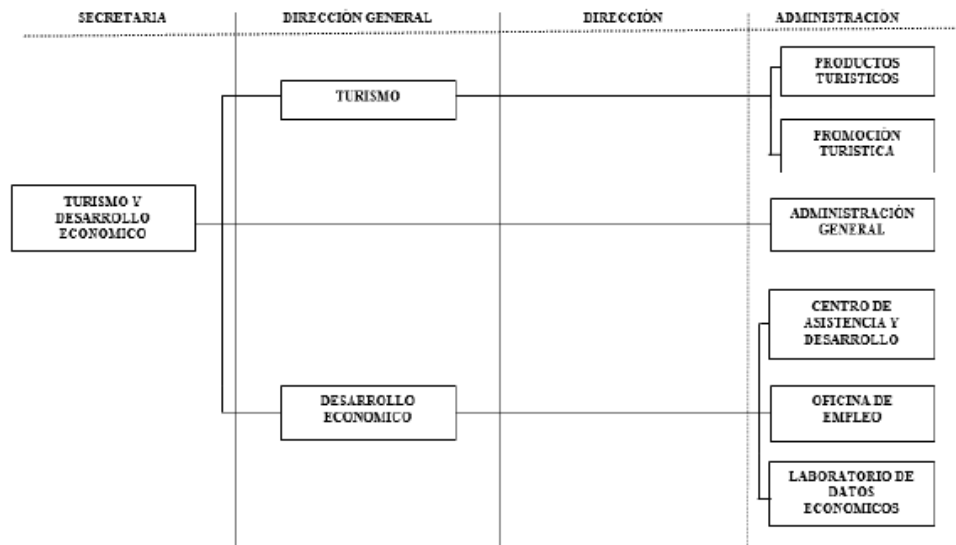 SECRETARIA DIRECCIÓN GENERAL DIRECCIÓN ADMINISTRACIÓN
PRODUCTOS
TURISTICOS
TURISMO
PROMOCIÓN
TURISTICA
TURISMO Y
DESARROLLO
ECONOMICO
ADMINISTRACIÓN
GENERAL
CENTRO DE
ASISTENCIA Y
DESARROLLO
DESARROLLO
ECONOMICO
OFICINA DE
EMPLEO
LABORATORIO DE
DATOS
ECONOMICOS